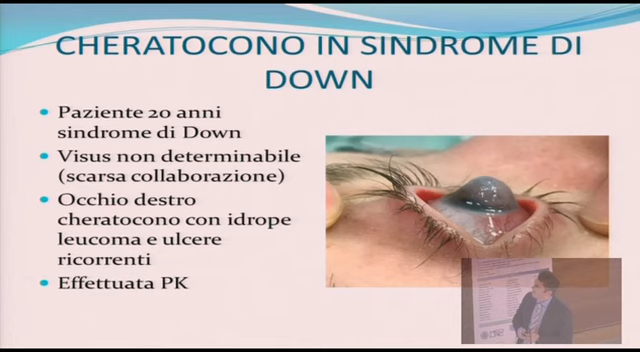 CHERATOCONO IN SINDROME DI
DOWN
• Paziente 20 anni
sindrome di Down
• Visus non determinabile
(scarsa collaborazione)
• Occhio destro
cheratocono con idrope
leucoma e ulcere
ricorrenti
• Effettuata PK